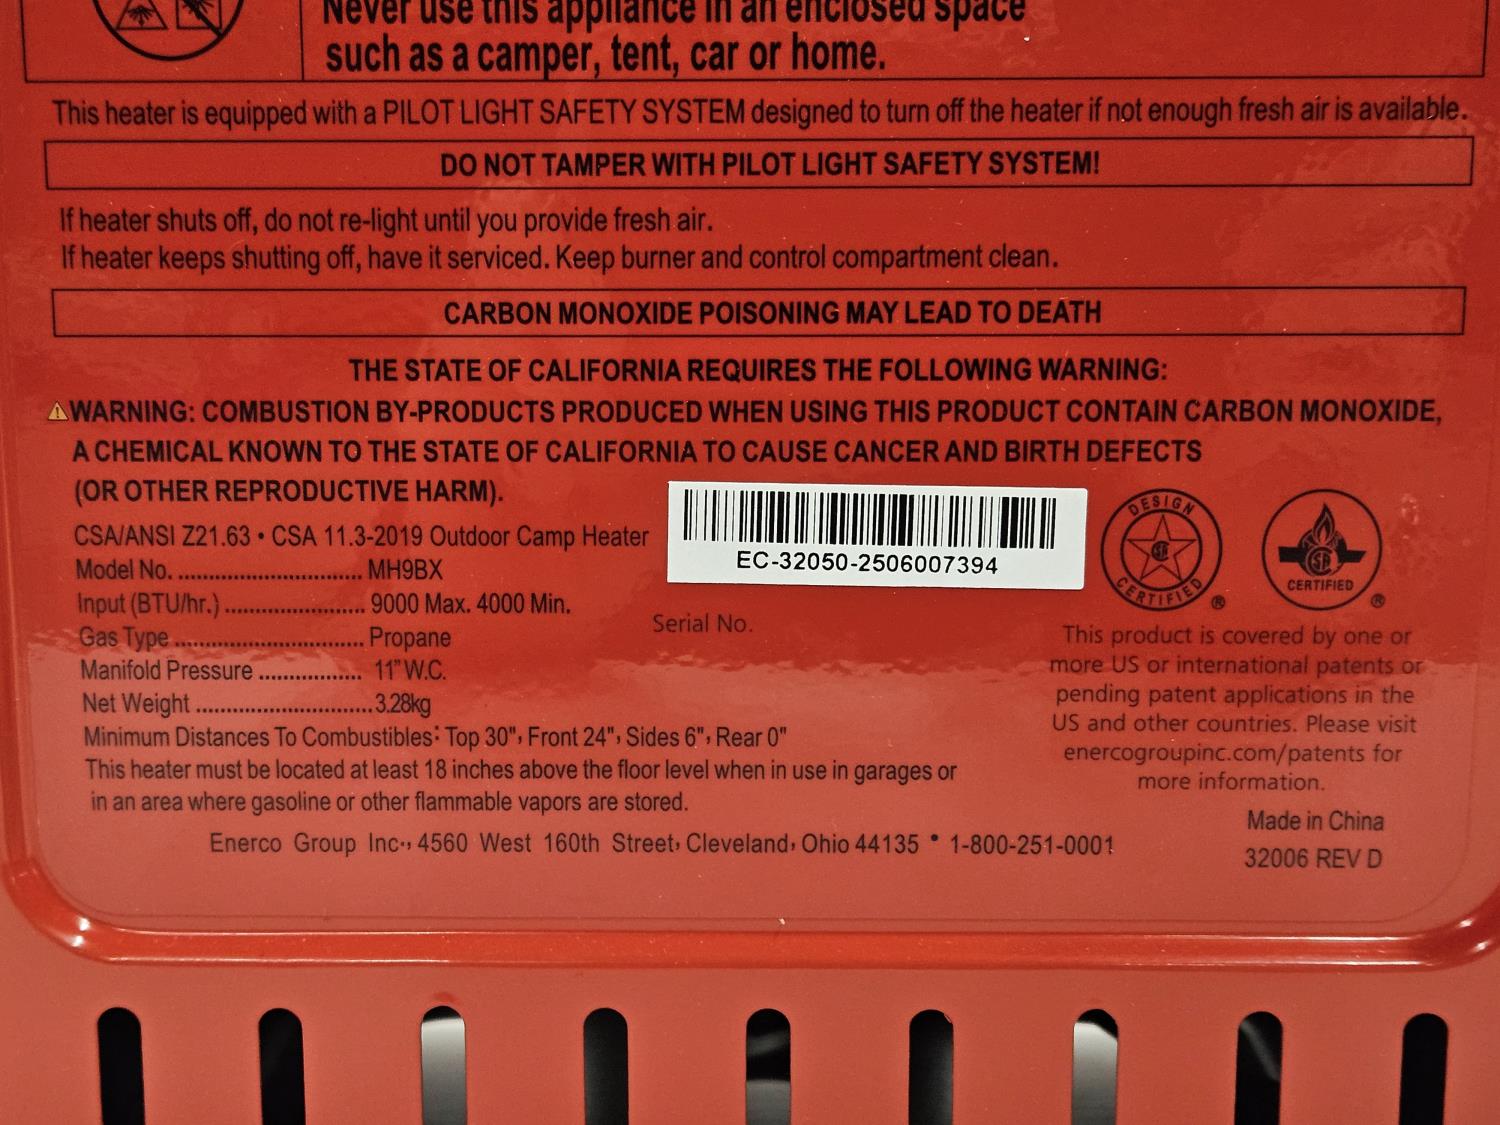 Never use this appliance in an enclosed space
such as a camper, tent, car or home.
This heater is equipped with a PILOT LIGHT SAFETY SYSTEM designed to turn off the heater if not enough fresh air is available.
DO NOT TAMPER WITH PILOT LIGHT SAFETY SYSTEM!
If heater shuts off, do not re-light until you provide fresh air.
If heater keeps shutting off, have it serviced. Keep burner and control compartment clean.
CARBON MONOXIDE POISONING MAY LEAD TO DEATH
THE STATE OF CALIFORNIA REQUIRES THE FOLLOWING WARNING:
⚠WARNING: COMBUSTION BY-PRODUCTS PRODUCED WHEN USING THIS PRODUCT CONTAIN CARBON MONOXIDE,
A CHEMICAL KNOWN TO THE STATE OF CALIFORNIA TO CAUSE CANCER AND BIRTH DEFECTS
(OR OTHER REPRODUCTIVE HARM).
CSA/ANSI Z21.63 • CSA 11.3-2019 Outdoor Camp Heater
Model No. ............................ MH9BX
Input (BTU/hr.) ..................... 9000 Max. 4000 Min.
Gas Type ............................ Propane
Manifold Pressure ................ 11" W.C.
Net Weight ..........................3.28kg
Minimum Distances To Combustibles: Top 30", Front 24", Sides 6", Rear 0"
This heater must be located at least 18 inches above the floor level when in use in garages or
in an area where gasoline or other flammable vapors are stored.
EC-32050-2506007394
Serial No.
DESIGN
CERTIFIED
®
CERTIFIED
®
This product is covered by one or
more US or international patents or
pending patent applications in the
US and other countries. Please visit
enercogroupinc.com/patents for
more information.
Enerco Group Inc., 4560 West 160th Street, Cleveland, Ohio 44135 • 1-800-251-0001
Made in China
32006 REV D